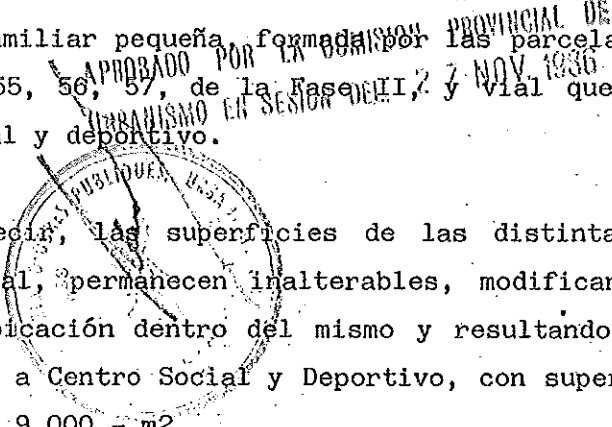 amiliar pequeña, formada por las parcela
APROBADO POR LA COMISION PROVINCIAL DE
55, 56, 57, de la Fase II, y vial que
URBANISMO EN SESION DEL 27 NOV. 1986
al y deportivo.
PUBLIQUEN
ecir, las superficies de las distinta
al, permanecen inalterables, modifican
bicación dentro del mismo y resultando
a Centro Social y Deportivo, con super
9.000 - m2